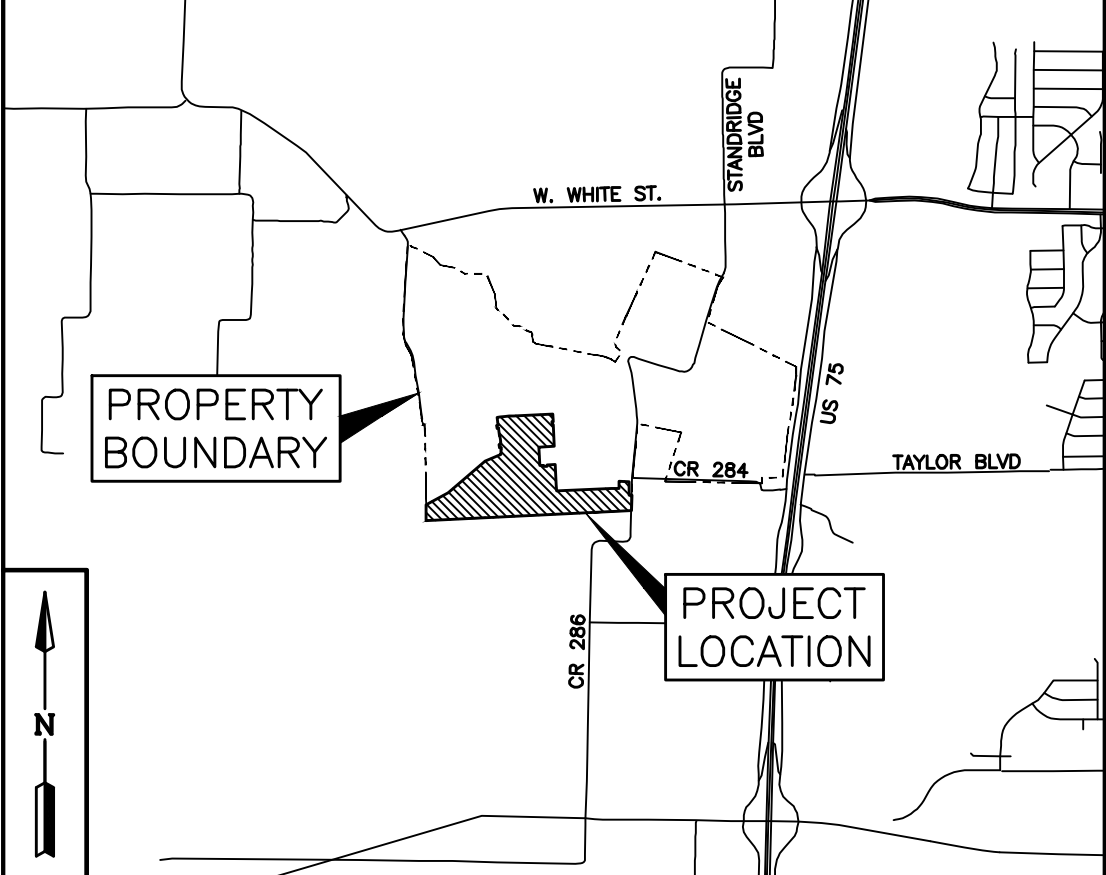 STANDRIDGE
BLVD
W. WHITE ST.
US 75
PROPERTY
BOUNDARY
TAYLOR BLVD
CR 284
PROJECT
LOCATION
CR 286
N